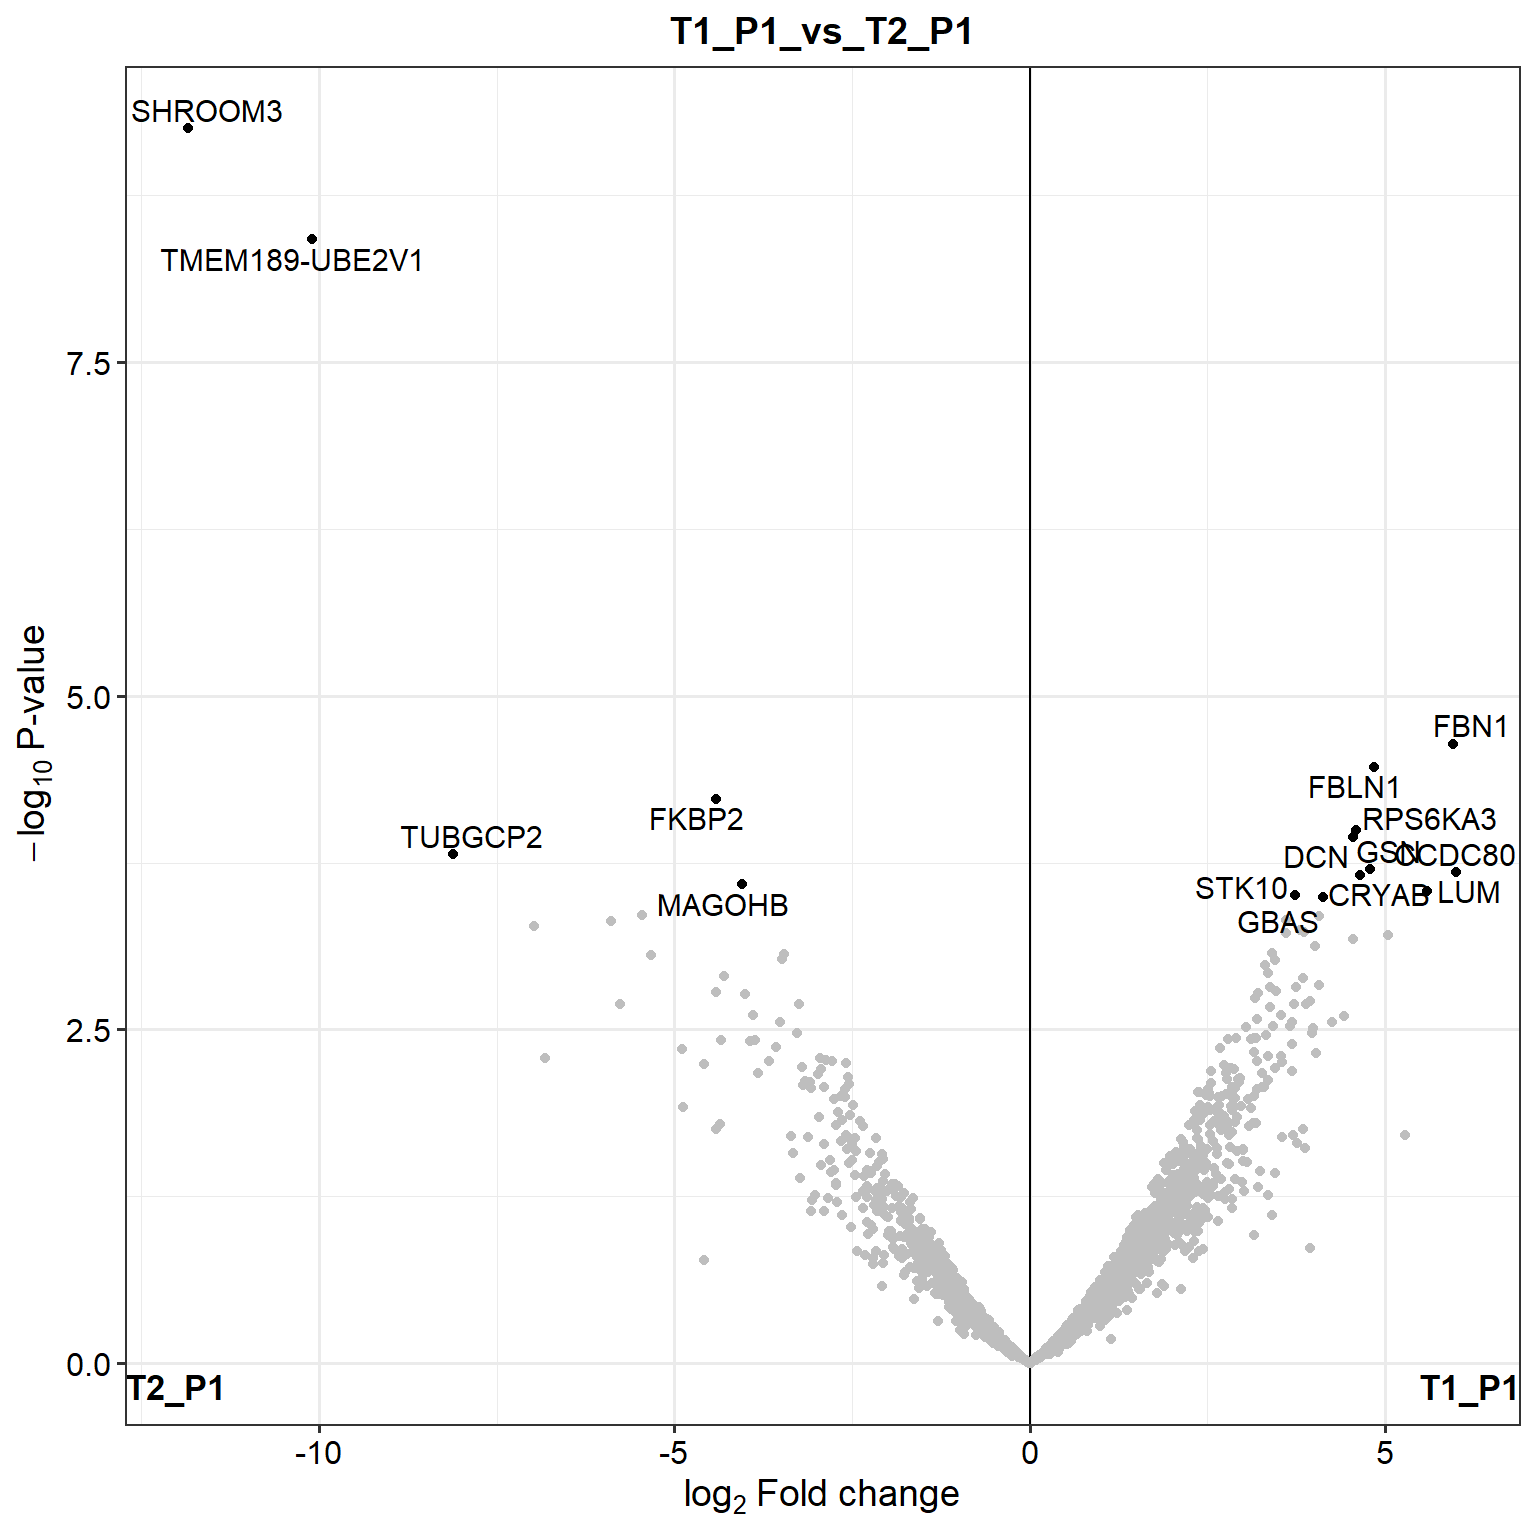 T1_P1_vs_T2_P1
SHROOM3
TMEM189-UBE2V1
7.5
5.0
FBN1
FBLN1
FKBP2
RPS6KA3
TUBGCP2
DCN
GSN
CCDC80
STK10
CRYAB
LUM
MAGOHB
GBAS
2.5
0.0
T2_P1
T1_P1
-10
-5
0
5
log2 Fold change
−log10 P-value